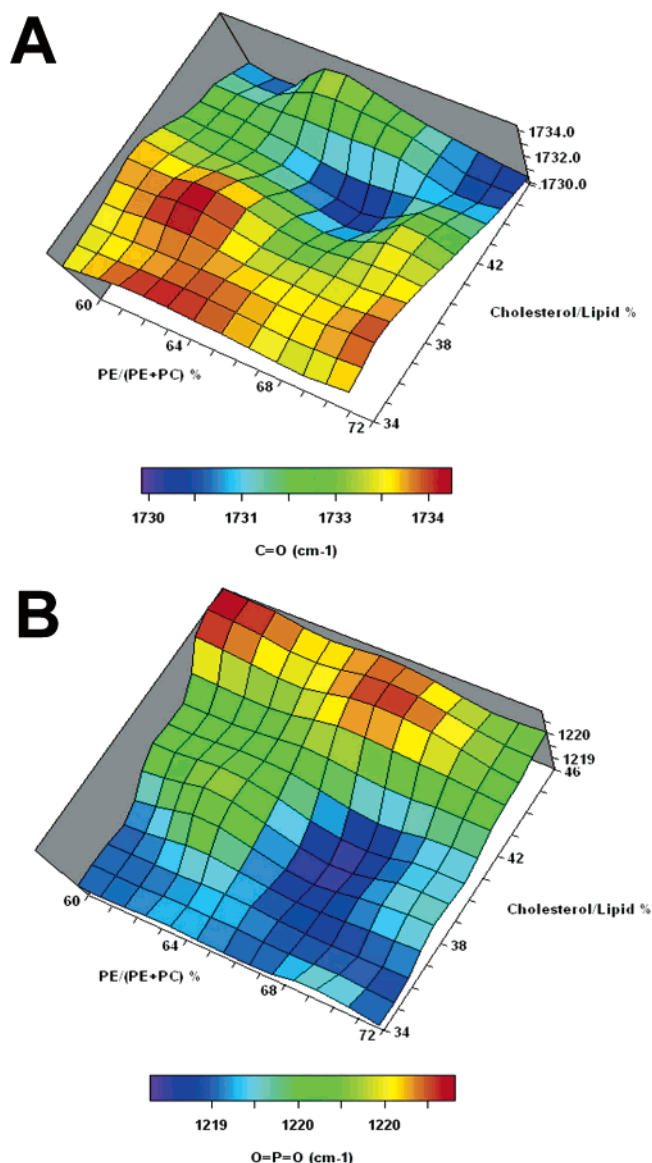 A
1734.0
1732.0
1730.0
42
Cholesterol/Lipid %
38
34
60
64
68
72
PE/(PE+PC) %
1730 1731 1733 1734
C=O (cm-1)
B
1220
1219
46
42
Cholesterol/Lipid %
38
34
60
64
68
72
PE/(PE+PC) %
1219 1220 1220
O=P=O (cm-1)